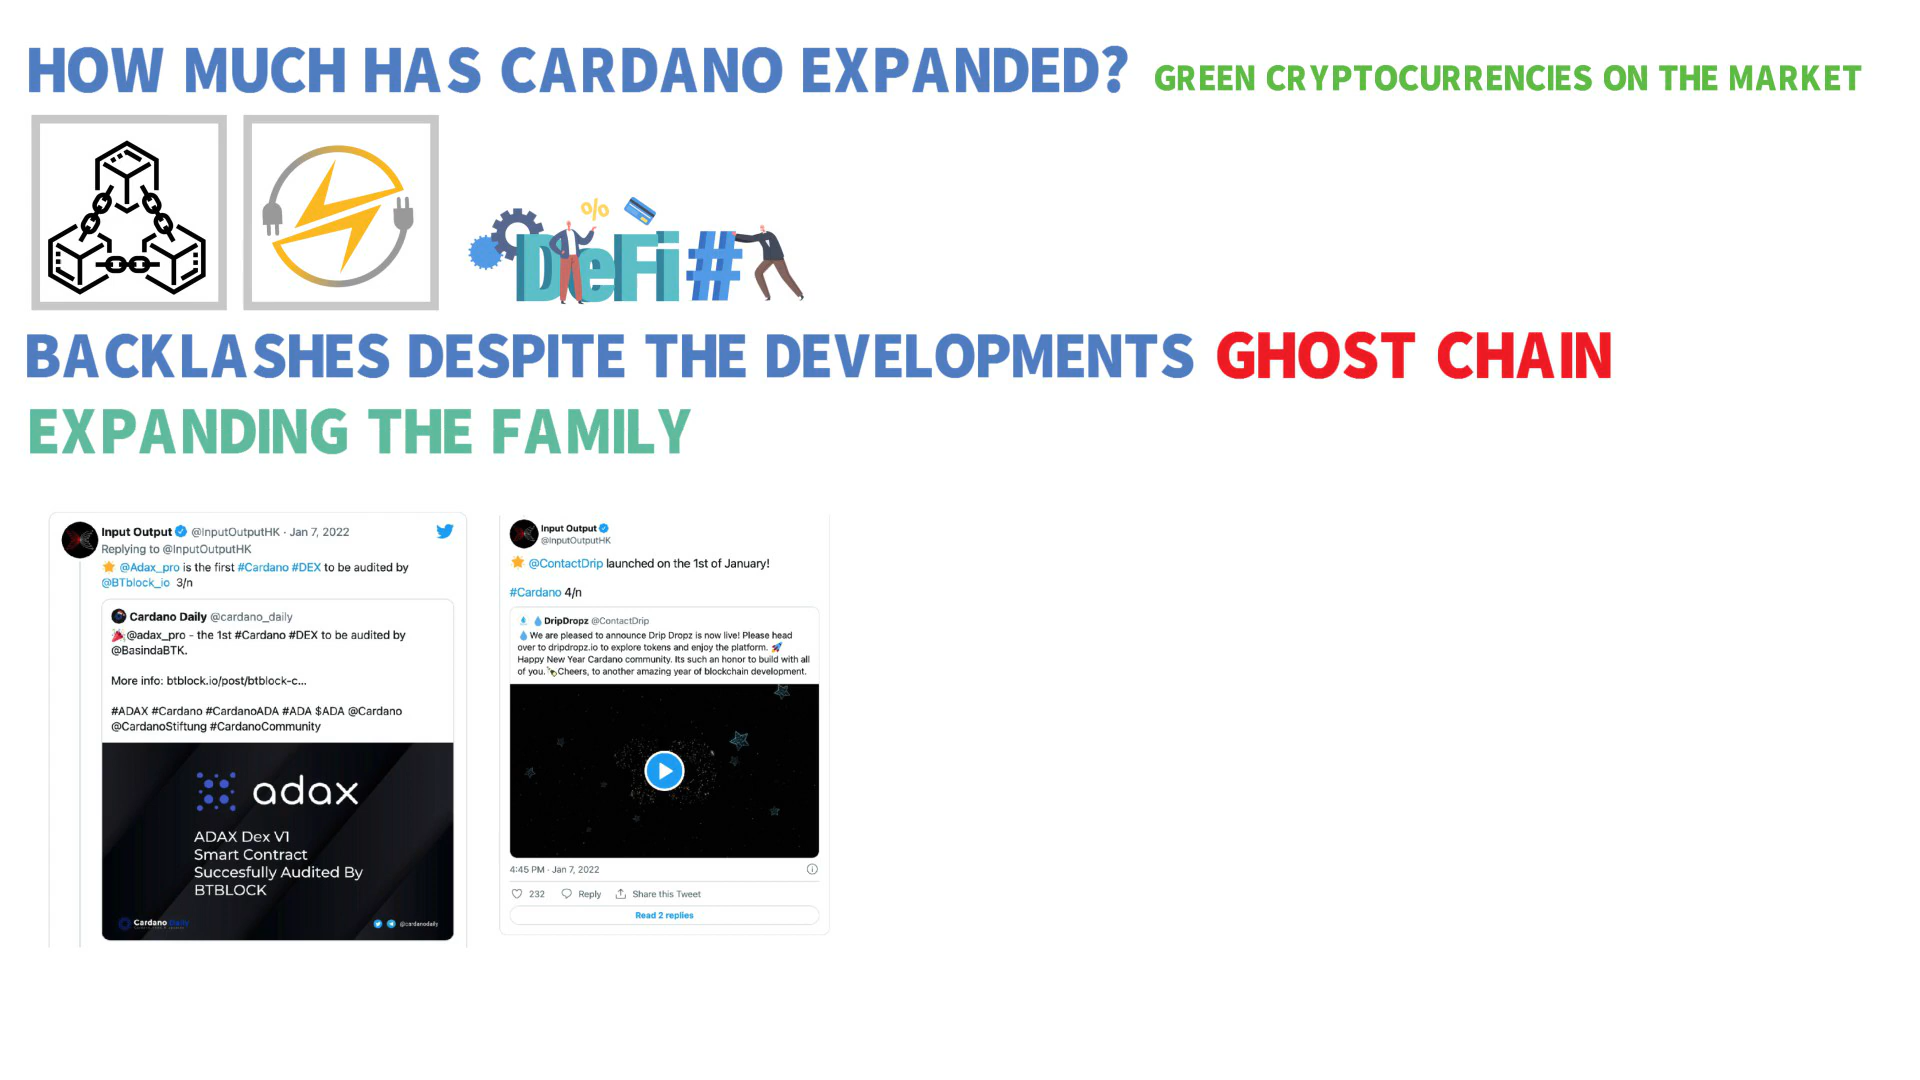 HOW MUCH HAS CARDANO EXPANDED? GREEN CRYPTOCURRENCIES ON THE MARKET
%
DeFi #
BACKLASHES DESPITE THE DEVELOPMENTS GHOST CHAIN
EXPANDING THE FAMILY
Input Output @InputOutputHK · Jan 7, 2022
Replying to @InputOutputHK
@Adax_pro is the first #Cardano #DEX to be audited by
@BTblock_io 3/n
Cardano Daily @cardano_daily
@adax_pro - the 1st #Cardano #DEX to be audited by
@BasindaBTK.
More info: btblock.io/post/btblock-c...
#ADAX #Cardano #CardanoADA #ADA $ADA @Cardano
@CardanoStiftung #CardanoCommunity
adax
ADAX Dex V1
Smart Contract
Succesfully Audited By
BTBLOCK
Cardano Daily
@cardanodaily
Input Output
@InputOutputHK
@ContactDrip launched on the 1st of January!
#Cardano 4/n
DripDropz @ContactDrip
We are pleased to announce Drip Dropz is now live! Please head
over to dripdropz.io to explore tokens and enjoy the platform.
Happy New Year Cardano community. Its such an honor to build with all
of you. Cheers, to another amazing year of blockchain development.
4:45 PM · Jan 7, 2022
232 Reply Share this Tweet
Read 2 replies